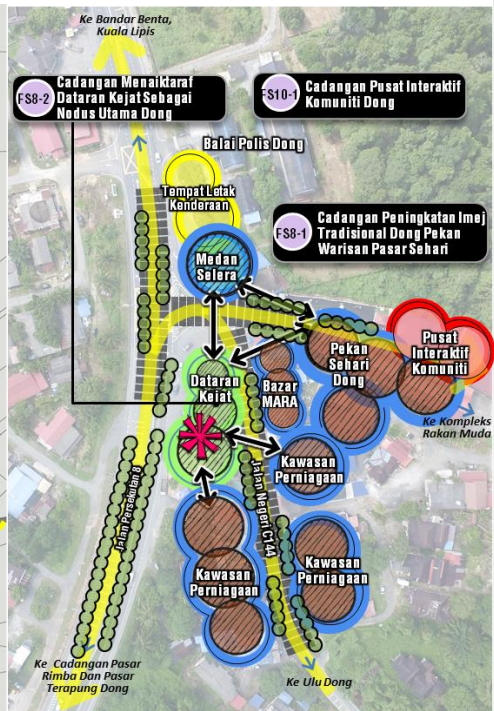 Ke Bandar Benta,
Kuala Lipis
FS8-2
Cadangan Menaiktaraf
Dataran Kejat Sebagai
Nodus Utama Dong
FS10-1
Cadangan Pusat Interaktif
Komuniti Dong
Balai Polis Dong
Tempat Letak
Kenderaan
FS8-1
Cadangan Peningkatan Imej
Tradisional Dong Pekan
Warisan Pasar Sehari
Medan
Selera
Pusat
Interaktif
Komuniti
Pekan
Sehari
Dong
Dataran
Kejat
Bazar
MARA
Ke Kompleks
Rakan Muda
Kawasan
Perniagaan
Jalan Persekutuan 8
Jalan Negeri C144
Kawasan
Perniagaan
Kawasan
Perniagaan
Ke Cadangan Pasar
Rimba Dan Pasar
Terapung Dong
Ke Ulu Dong